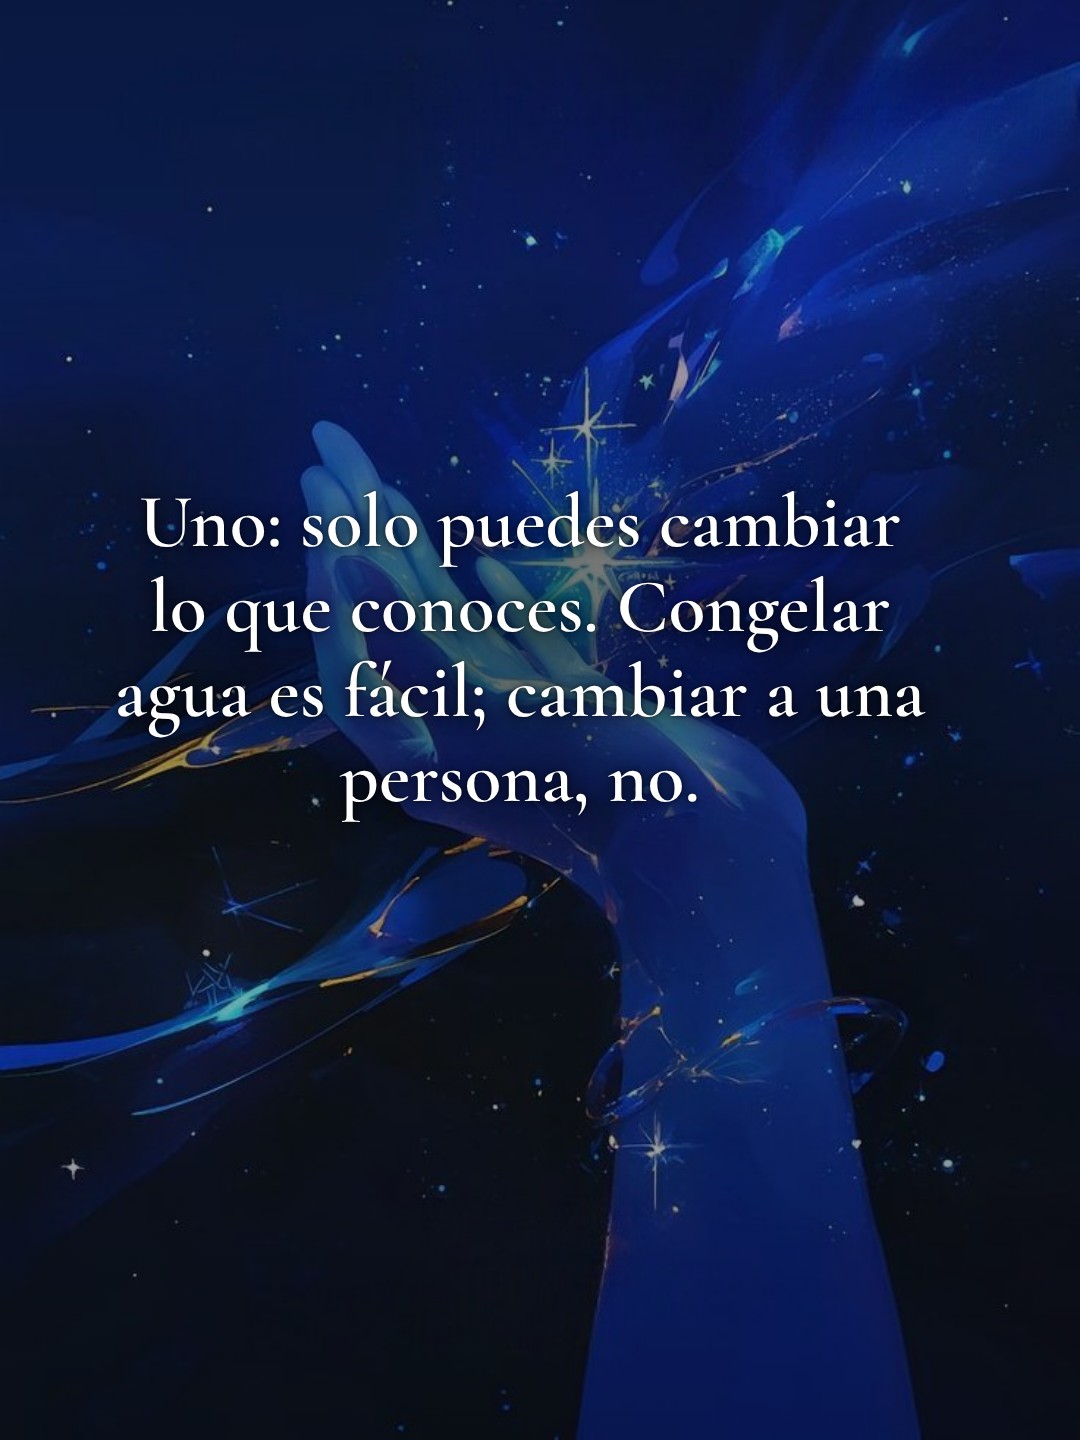 Uno: solo puedes cambiar
lo que conoces. Congelar
agua es fácil; cambiar a una
persona, no.